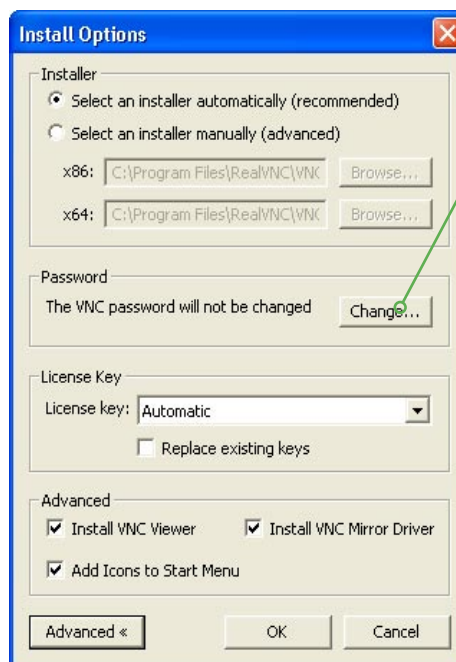 Install Options
Installer
Select an installer automatically (recommended)
Select an installer manually (advanced)
x86: C:\Program Files\RealVNC\VNC Browse...
x64: C:\Program Files\RealVNC\VNC Browse...
Password
The VNC password will not be changed Change...
License Key
License key: Automatic
Replace existing keys
Advanced
Install VNC Viewer Install VNC Mirror Driver
Add Icons to Start Menu
Advanced « OK Cancel